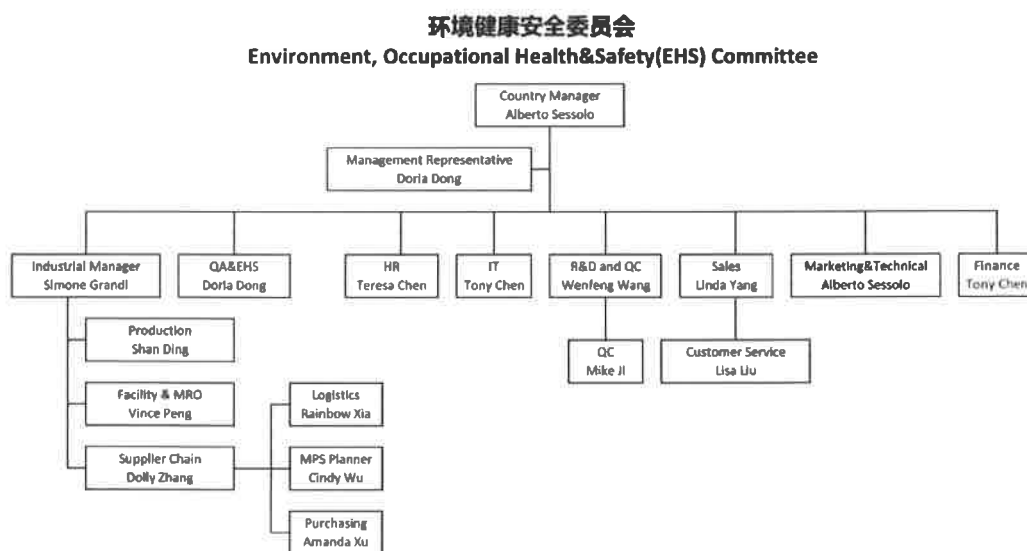 环境健康安全委员会
Environment, Occupational Health&Safety(EHS) Committee
Country Manager
Alberto Sessolo
Management Representative
Doria Dong
Industrial Manager
Simone Grandi
QA&EHS
Doria Dong
HR
Teresa Chen
IT
Tony Chen
R&D and QC
Wenfeng Wang
Sales
Linda Yang
Marketing&Technical
Alberto Sessolo
Finance
Tony Chen
Production
Shan Ding
QC
Mike Ji
Customer Service
Lisa Liu
Facility & MRO
Vince Peng
Logistics
Rainbow Xia
Supplier Chain
Dolly Zhang
MPS Planner
Cindy Wu
Purchasing
Amanda Xu